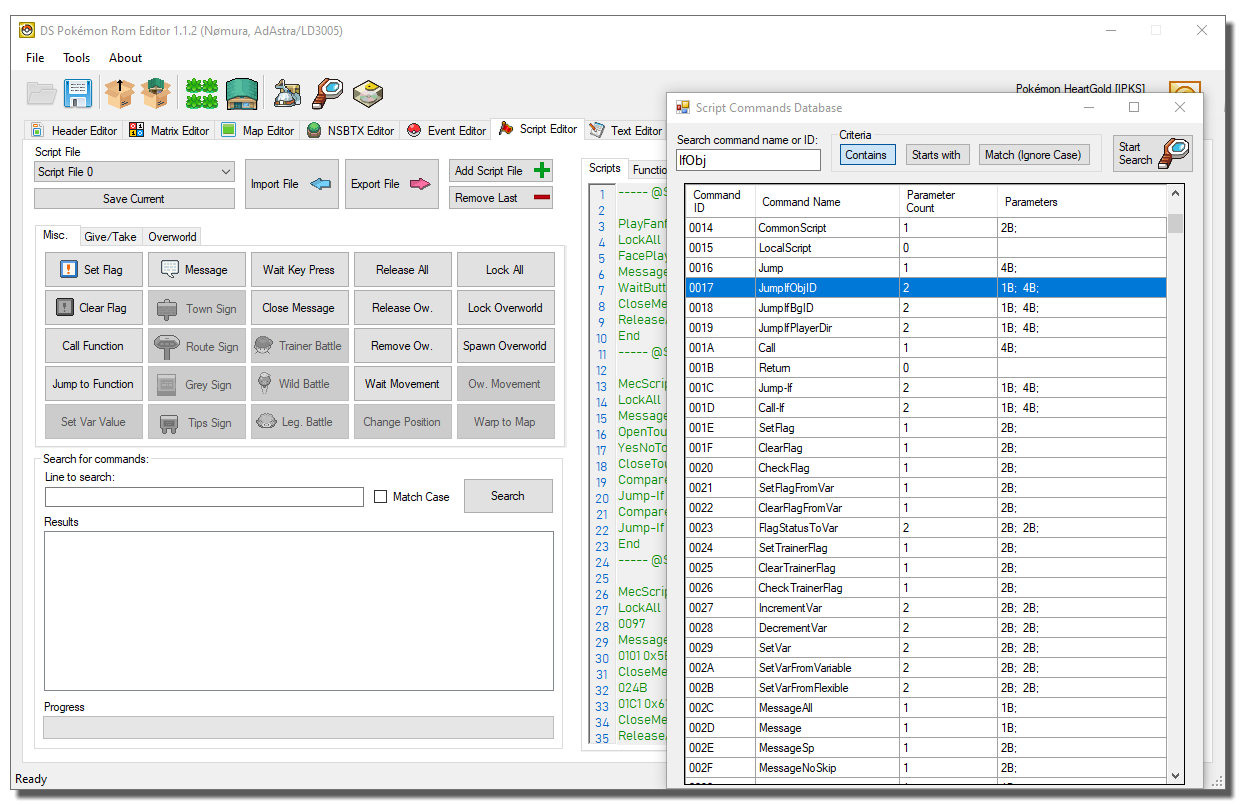 DS Pokémon Rom Editor 1.1.2 (Nømura, AdAstra/LD3005)
File Tools About
Pokémon HeartGold [IPKS]
Header Editor Matrix Editor Map Editor NSBTX Editor Event Editor Script Editor Text Editor
Script File
Script File 0
Import File
Export File
Add Script File
Save Current
Remove Last
Misc. Give/Take Overworld
Set Flag Message Wait Key Press Release All Lock All
Clear Flag Town Sign Close Message Release Ow. Lock Overworld
Call Function Route Sign Trainer Battle Remove Ow. Spawn Overworld
Jump to Function Grey Sign Wild Battle Wait Movement Ow. Movement
Set Var Value Tips Sign Leg. Battle Change Position Warp to Map
Search for commands:
Line to search:
Match Case
Search
Results
Progress
Ready
Scripts Functio
1 ----- @S
2
3 PlayFanf
4 LockAll
5 FacePlay
6 Message
7 WaitButt
8 CloseMe
9 Release
10 End
11 ----- @S
12
13 MecScrip
14 LockAll
15 Message
16 OpenTou
17 YesNoTo
18 CloseTou
19 Compare
20 Jump-If
21 Compare
22 Jump-If
23 End
24 ----- @S
25
26 MecScrip
27 LockAll
28 0097
29 Message
30 0101 0x5
31 CloseMe
32 024B
33 01C1 0x6
34 CloseMe
35 Release
Script Commands Database
Search command name or ID:
IfObj
Criteria
Contains Starts with Match (Ignore Case)
Start
Search
Command ID Command Name Parameter Count Parameters
0014 CommonScript 1 2B;
0015 LocalScript 0
0016 Jump 1 4B;
0017 JumpIfObjID 2 1B; 4B;
0018 JumpIfBgID 2 1B; 4B;
0019 JumpIfPlayerDir 2 1B; 4B;
001A Call 1 4B;
001B Return 0
001C Jump-If 2 1B; 4B;
001D Call-If 2 1B; 4B;
001E SetFlag 1 2B;
001F ClearFlag 1 2B;
0020 CheckFlag 1 2B;
0021 SetFlagFromVar 1 2B;
0022 ClearFlagFromVar 1 2B;
0023 FlagStatusToVar 2 2B; 2B;
0024 SetTrainerFlag 1 2B;
0025 ClearTrainerFlag 1 2B;
0026 CheckTrainerFlag 1 2B;
0027 IncrementVar 2 2B; 2B;
0028 DecrementVar 2 2B; 2B;
0029 SetVar 2 2B; 2B;
002A SetVarFromVariable 2 2B; 2B;
002B SetVarFromFlexible 2 2B; 2B;
002C MessageAll 1 1B;
002D Message 1 1B;
002E MessageSp 1 2B;
002F MessageNoSkip 1 2B;